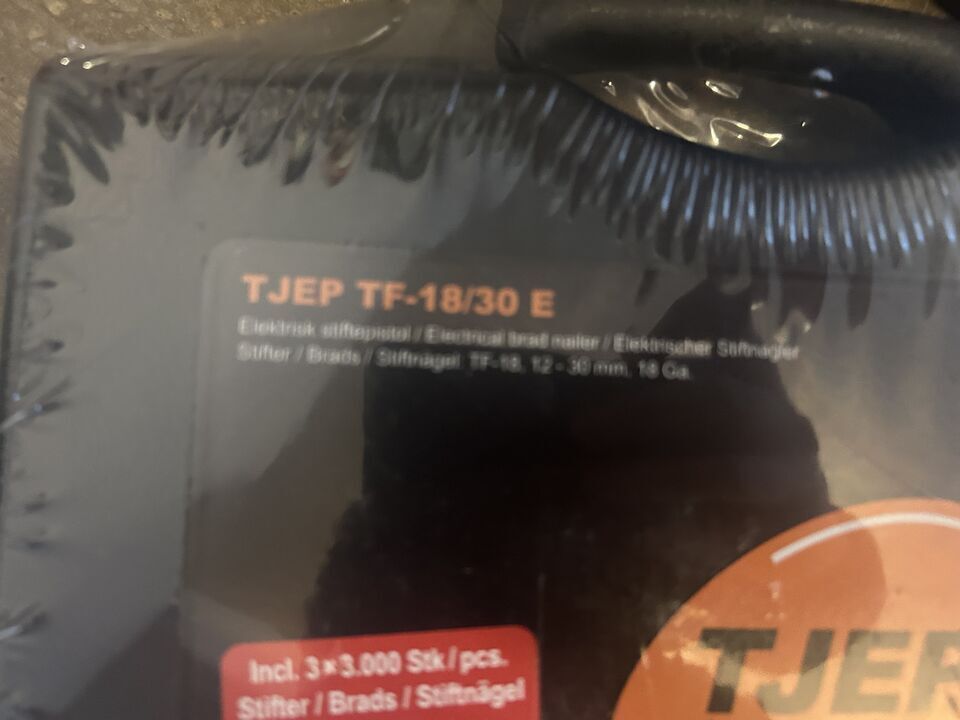 TJEP TF-18/30 E
Elektrisk stiftepistol / Electrical brad nailer / Elektrischer Stiftnagler
Stifter / Brads / Stiftnägel: TF-18, 12 - 30 mm, 18 Ga.
Incl. 3×3.000 Stk / pcs.
Stifter / Brads / Stiftnägel
TJEP